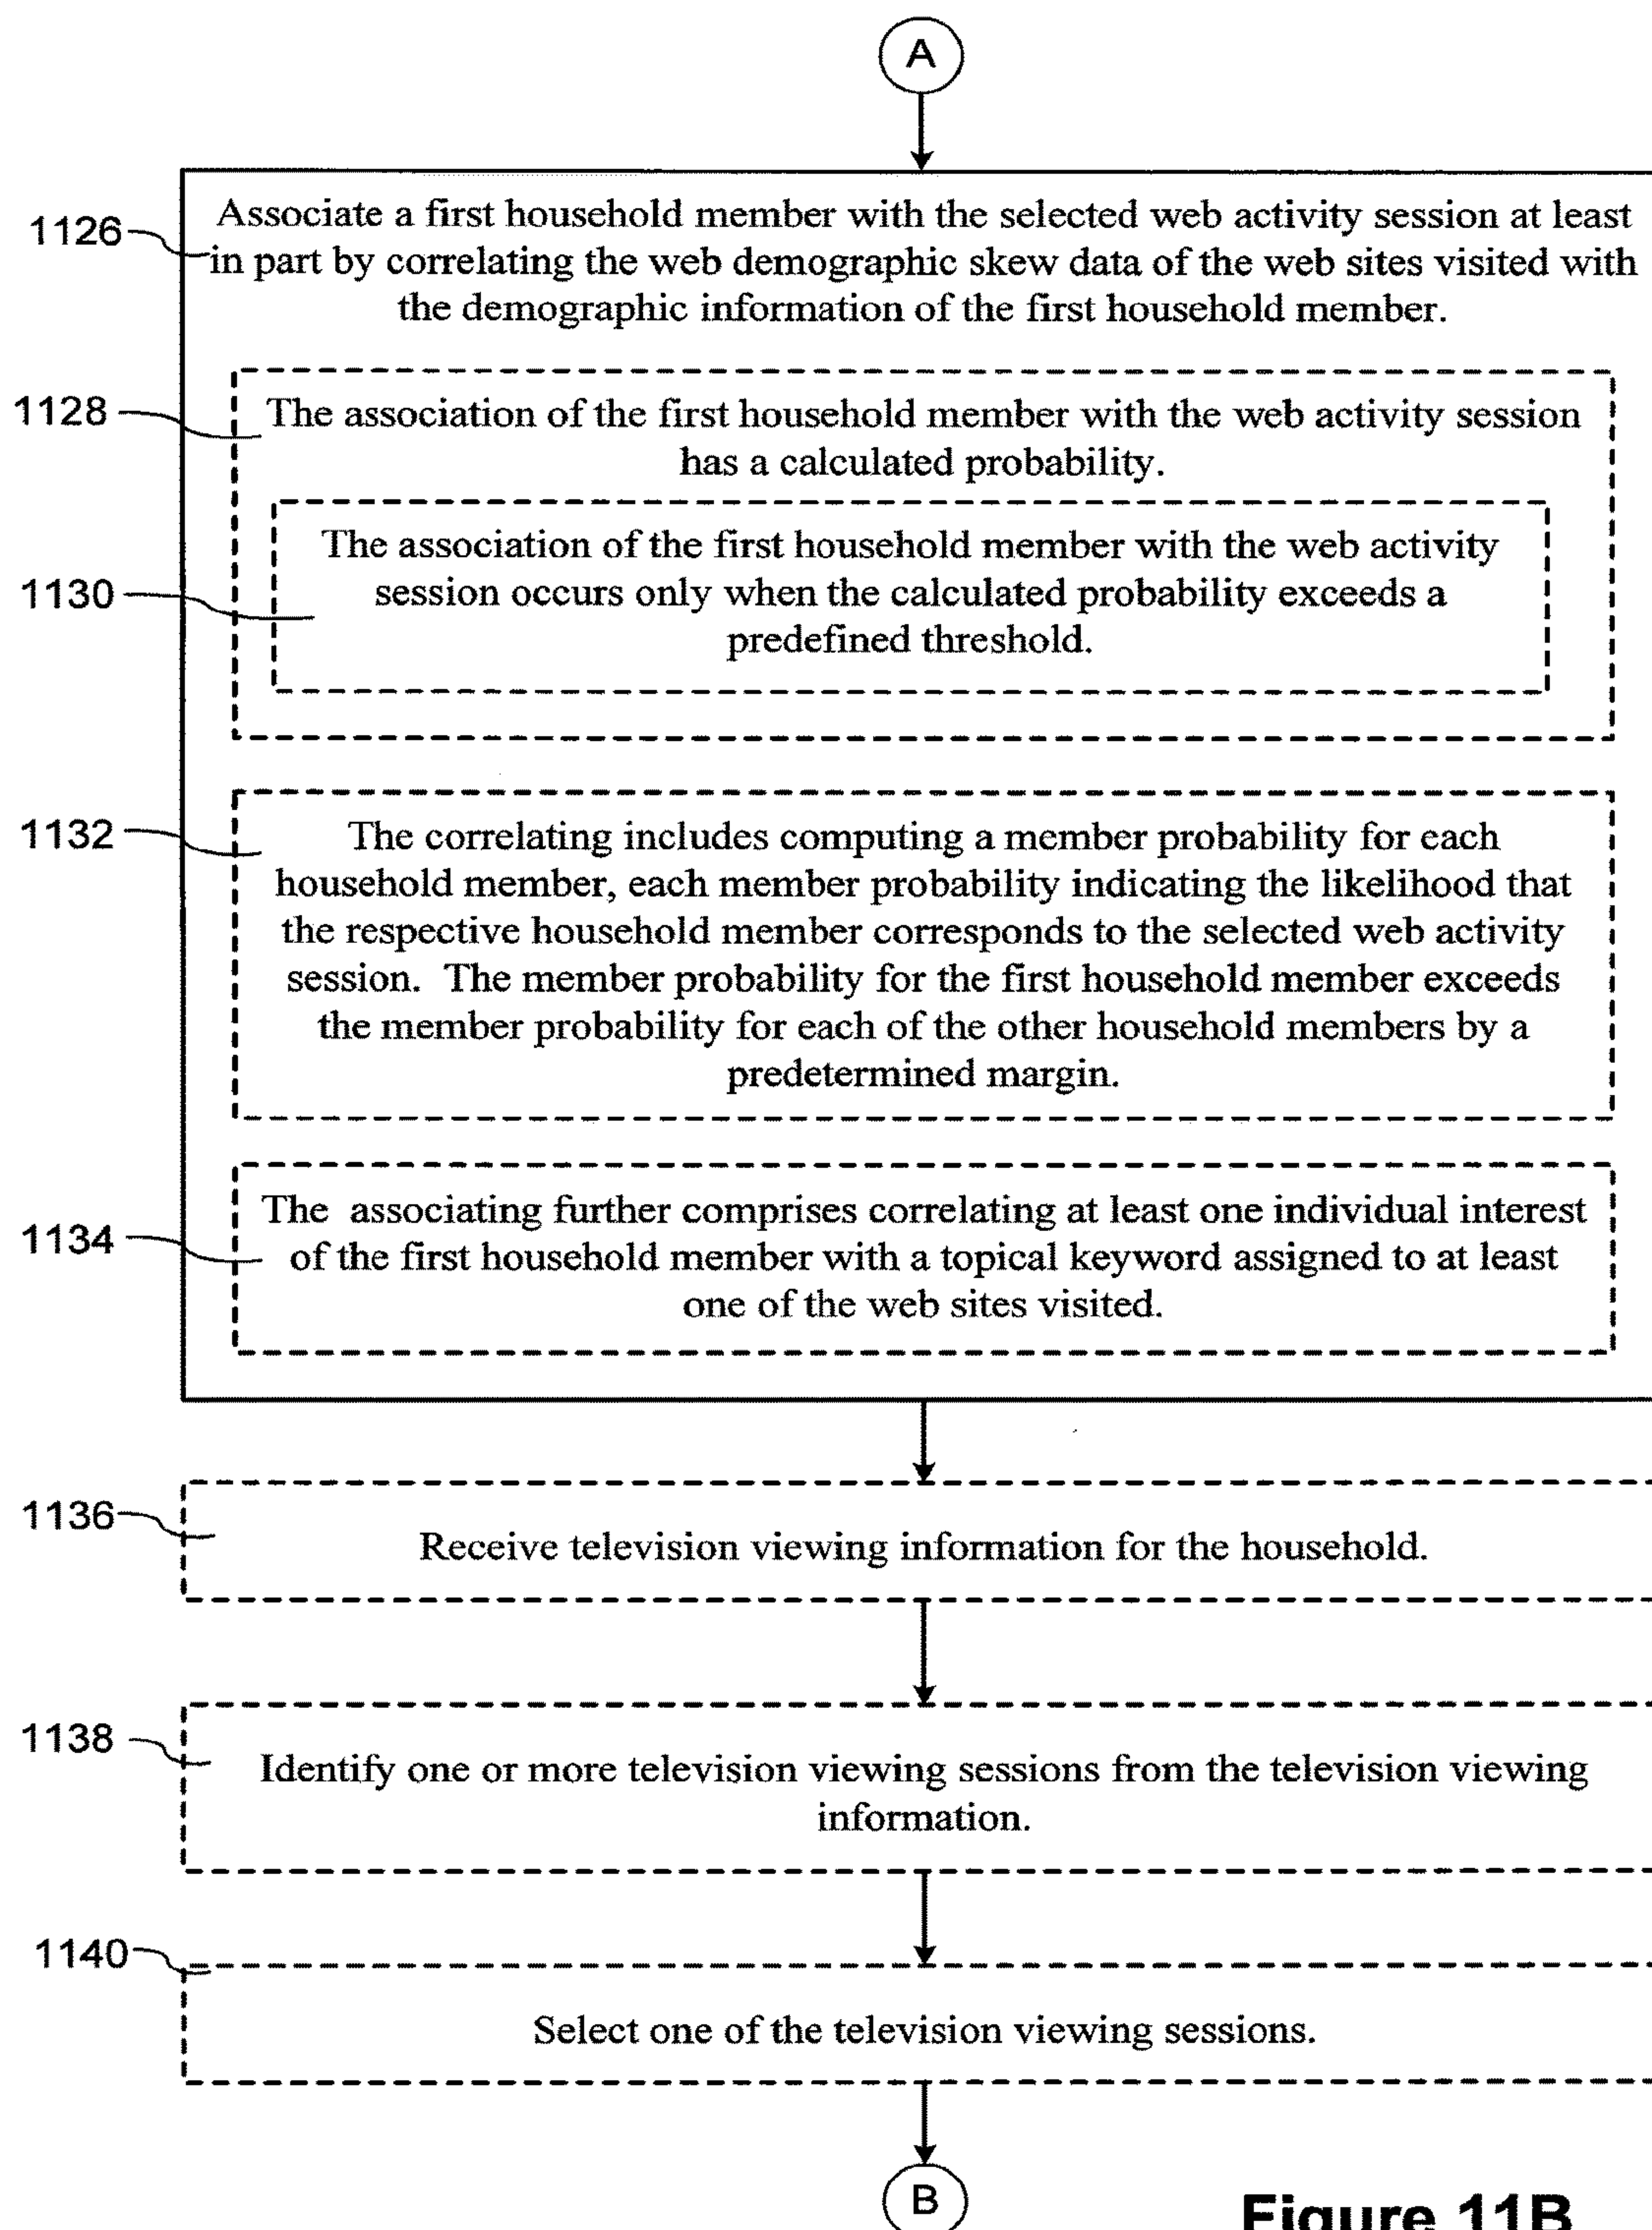 A
1126
Associate a first household member with the selected web activity session at least
in part by correlating the web demographic skew data of the web sites visited with
the demographic information of the first household member.
1128
The association of the first household member with the web activity session
has a calculated probability.
1130
The association of the first household member with the web activity
session occurs only when the calculated probability exceeds a
predefined threshold.
1132
The correlating includes computing a member probability for each
household member, each member probability indicating the likelihood that
the respective household member corresponds to the selected web activity
session. The member probability for the first household member exceeds
the member probability for each of the other household members by a
predetermined margin.
1134
The associating further comprises correlating at least one individual interest
of the first household member with a topical keyword assigned to at least
one of the web sites visited.
1136
Receive television viewing information for the household.
1138
Identify one or more television viewing sessions from the television viewing
information.
1140
Select one of the television viewing sessions.
B
Figure 11B